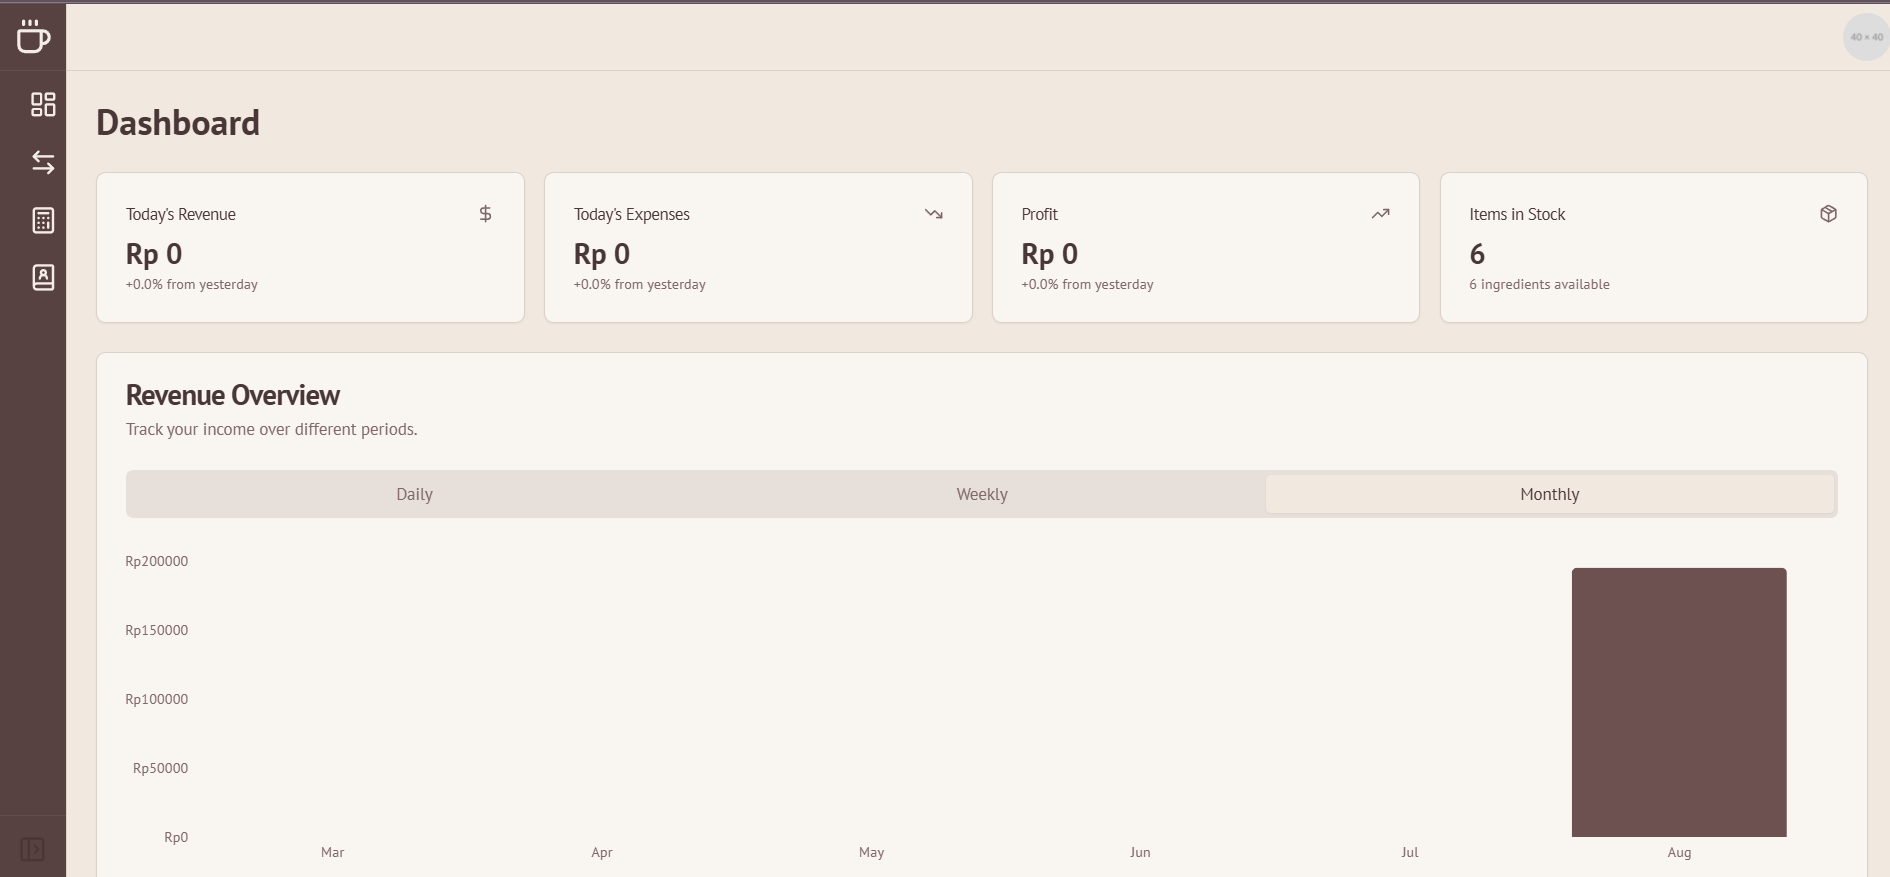 40 × 40
Dashboard
Today's Revenue
Rp 0
+0.0% from yesterday
Today's Expenses
Rp 0
+0.0% from yesterday
Profit
Rp 0
+0.0% from yesterday
Items in Stock
6
6 ingredients available
Revenue Overview
Track your income over different periods.
Daily Weekly Monthly
Rp200000
Rp150000
Rp100000
Rp50000
Rp0
Mar Apr May Jun Jul Aug